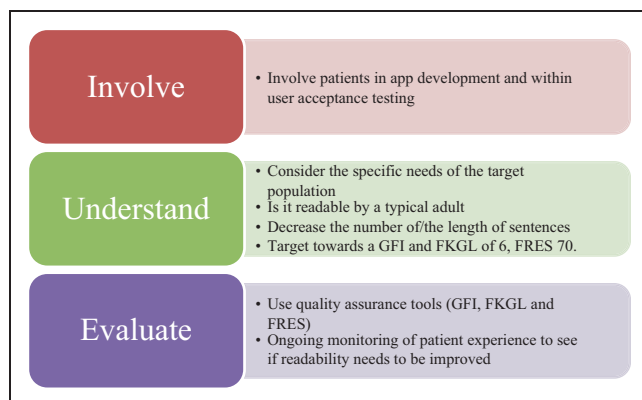 Involve
• Involve patients in app development and within
user acceptance testing
Understand
• Consider the specific needs of the target
population
• Is it readable by a typical adult
• Decrease the number of/the length of sentences
• Target towards a GFI and FKGL of 6, FRES 70.
Evaluate
• Use quality assurance tools (GFI, FKGL and
FRES)
• Ongoing monitoring of patient experience to see
if readability needs to be improved